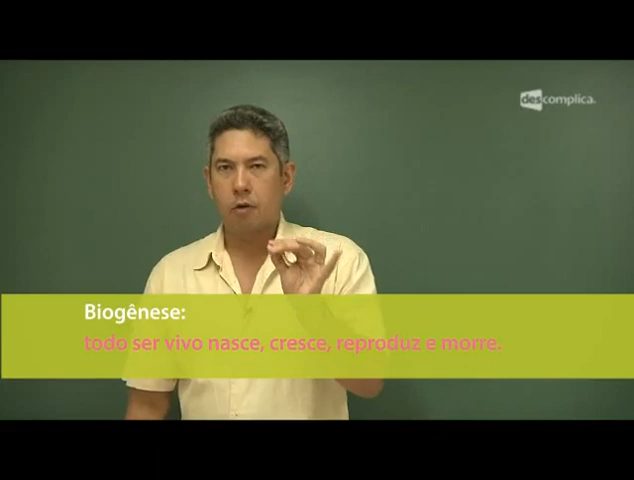 descomplica.
Biogênese:
todo ser vivo nasce, cresce, reproduz e morre.